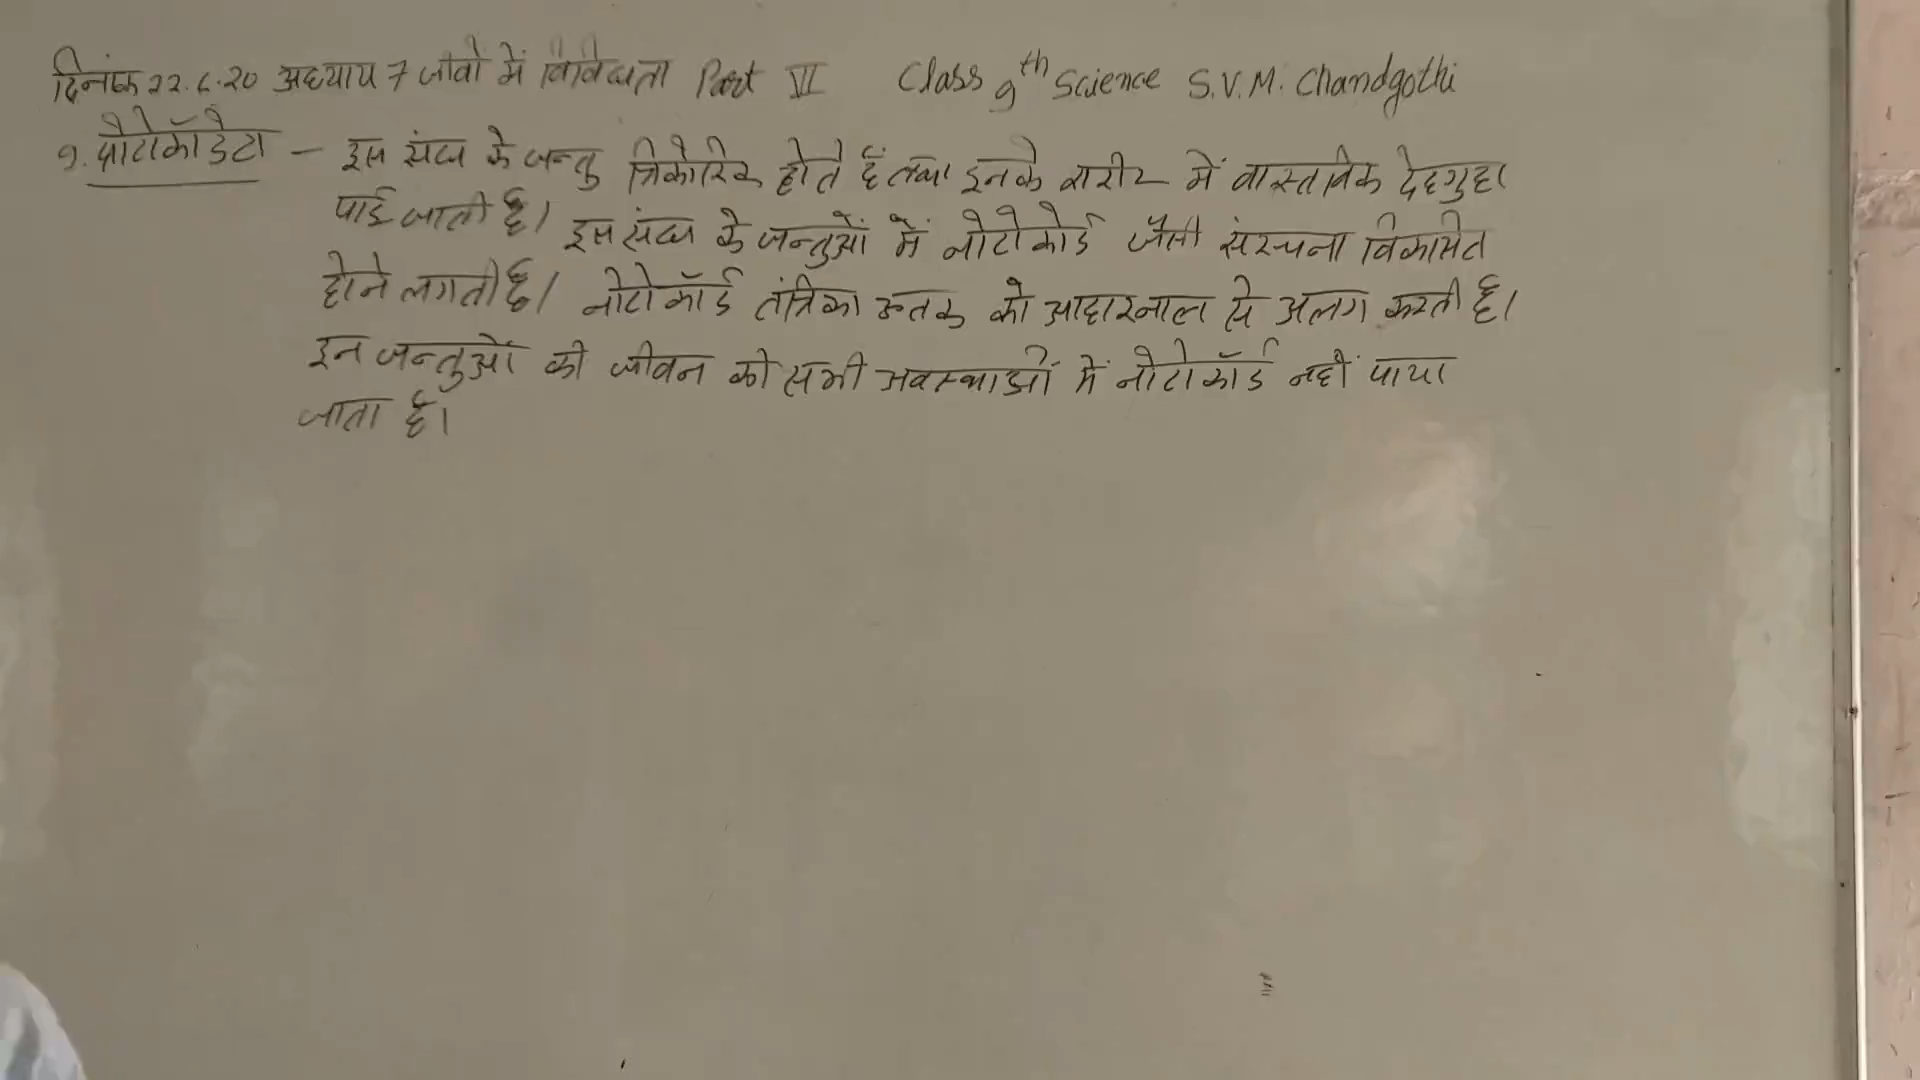 दिनांक 22.6.20 अध्याय 7 जीवों में विविधता Part VI Class 9th Science S.V.M. Chandgothi
9. प्रोटोकॉर्डेटा – इस संघ के जन्तु त्रिकोरिक होते हैं तथा इनके शरीर में वास्तविक देहगुहा
पाई जाती है। इस संघ के जन्तुओं में नोटोकोर्ड जैसी संरचना विकसित
होने लगती है। नोटोकॉर्ड तंत्रिका ऊतक को आहारनाल से अलग करती है।
इन जन्तुओं की जीवन की सभी अवस्थाओं में नोटोकॉर्ड नहीं पाया
जाता है।